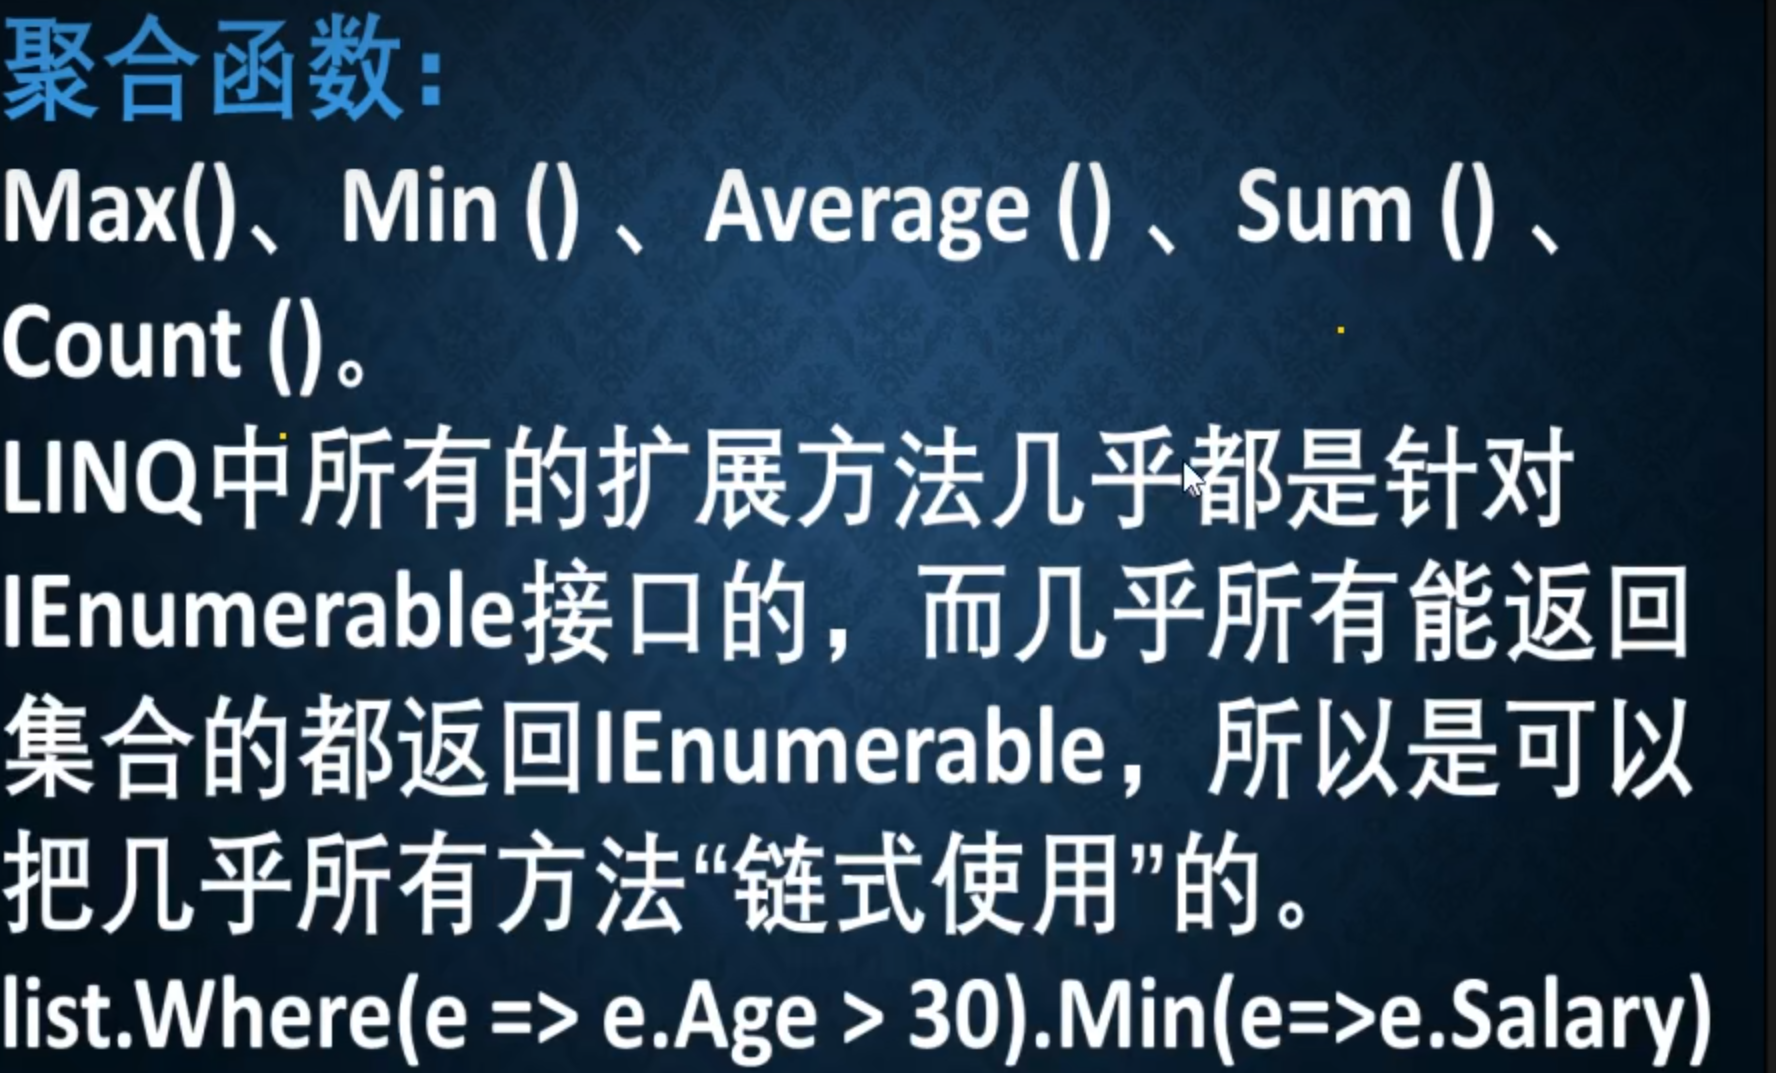 聚合函数:
Max()、 Min () 、 Average () 、 Sum () 、
Count ()。
LINQ中所有的扩展方法几乎都是针对
IEnumerable接口的，而几乎所有能返回
集合的都返回IEnumerable，所以是可以
把几乎所有方法“链式使用”的。
list.Where(e => e.Age > 30).Min(e=>e.Salary)